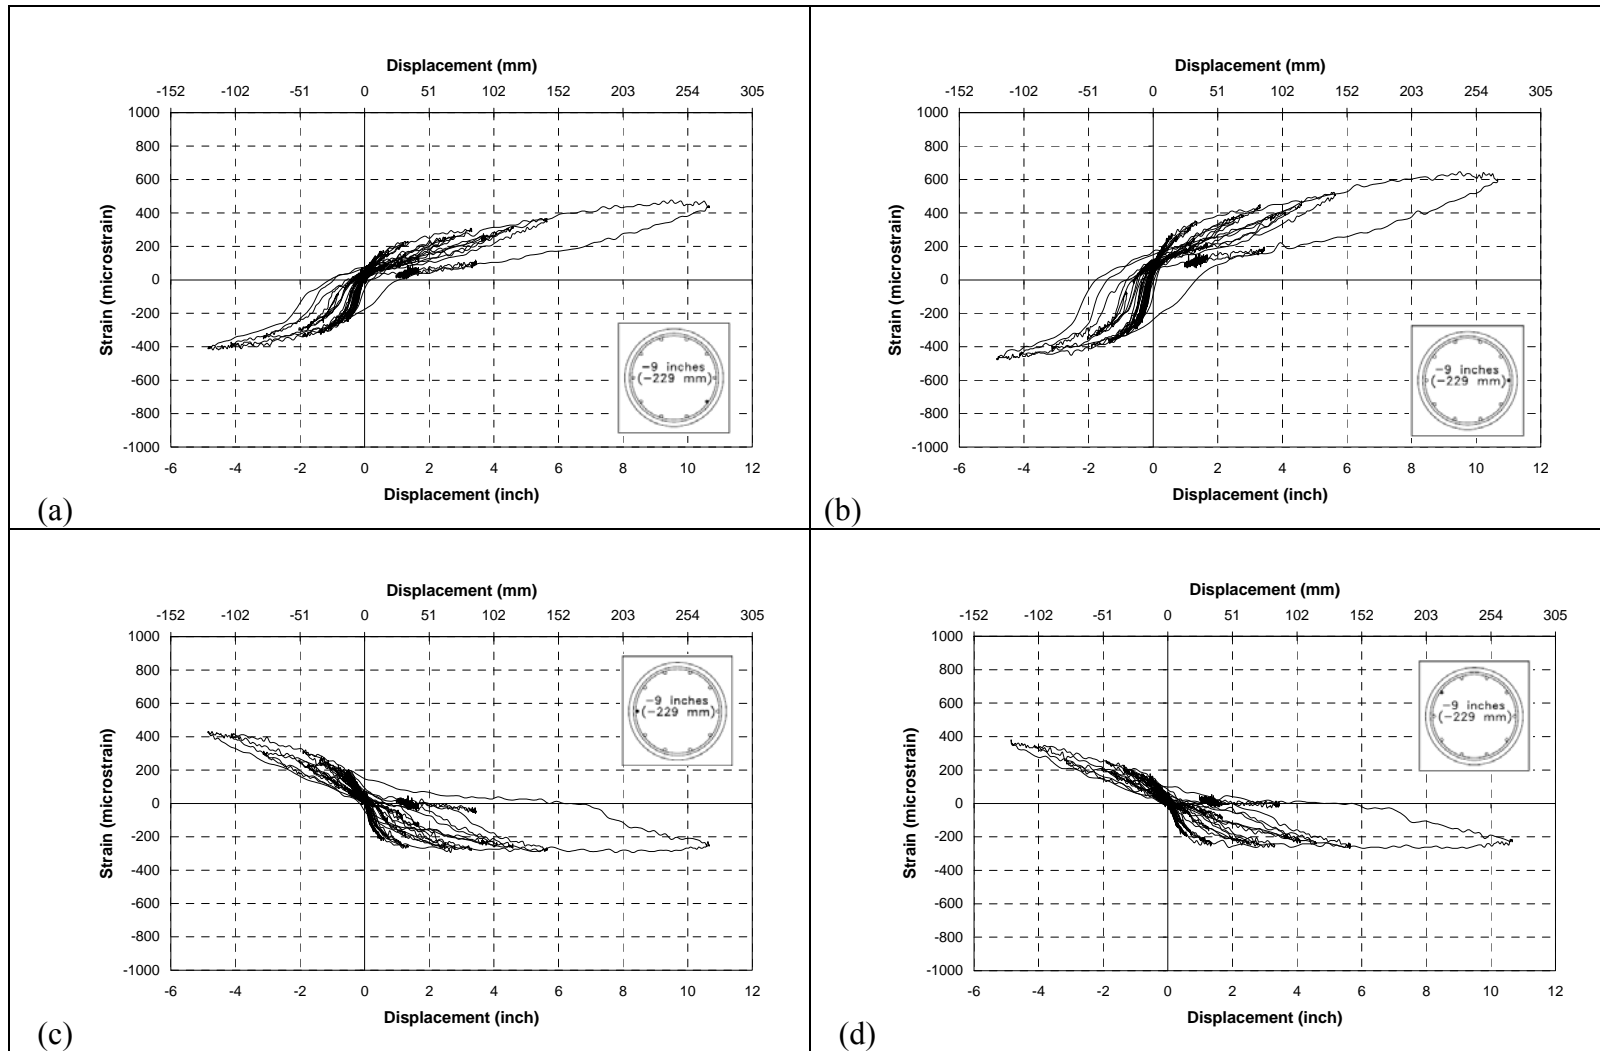 Displacement (mm)
-152 -102 -51 0 51 102 152 203 254 305
1000
800
600
400
200
0
-200
-400
-600
-800
-1000
Strain (microstrain)
-9 inches
(-229 mm)
-6 -4 -2 0 2 4 6 8 10 12
Displacement (inch)
(a)
Displacement (mm)
-152 -102 -51 0 51 102 152 203 254 305
1000
800
600
400
200
0
-200
-400
-600
-800
-1000
Strain (microstrain)
-9 inches
(-229 mm)
-6 -4 -2 0 2 4 6 8 10 12
Displacement (inch)
(b)
Displacement (mm)
-152 -102 -51 0 51 102 152 203 254 305
1000
800
600
400
200
0
-200
-400
-600
-800
-1000
Strain (microstrain)
-9 inches
(-229 mm)
-6 -4 -2 0 2 4 6 8 10 12
Displacement (inch)
(c)
Displacement (mm)
-152 -102 -51 0 51 102 152 203 254 305
1000
800
600
400
200
0
-200
-400
-600
-800
-1000
Strain (microstrain)
-9 inches
(-229 mm)
-6 -4 -2 0 2 4 6 8 10 12
Displacement (inch)
(d)